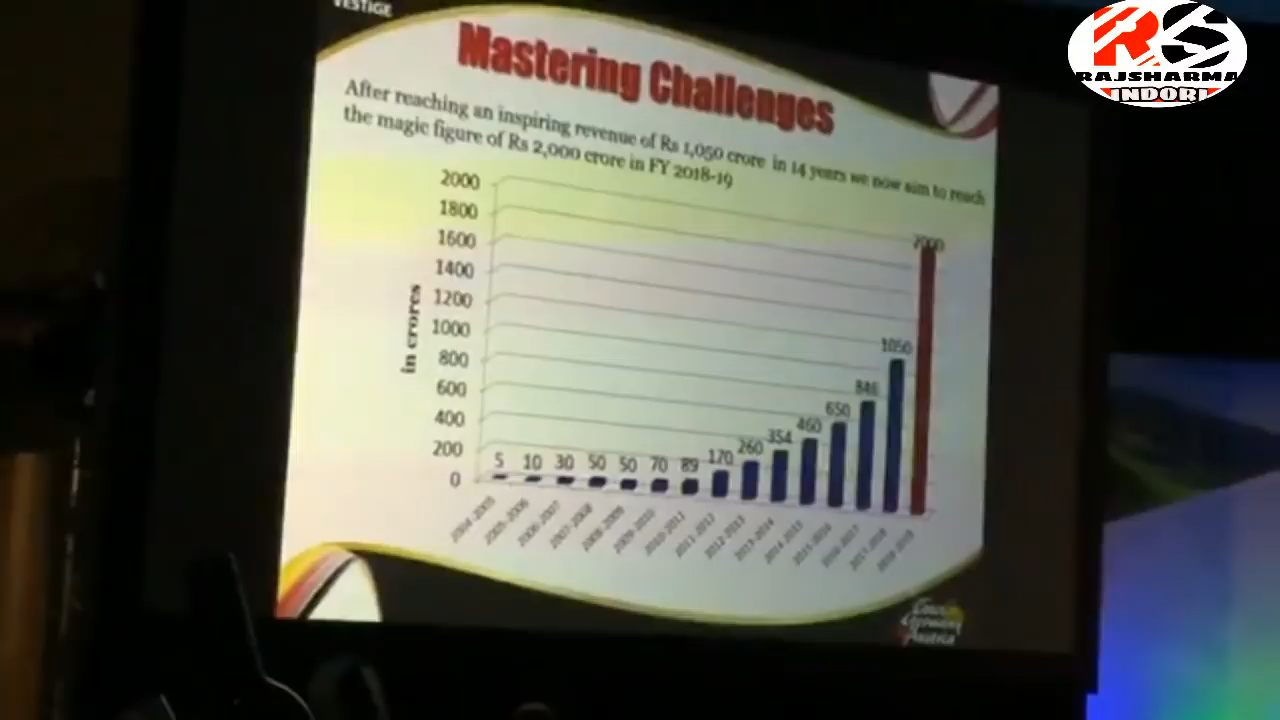 VESTIGE
RAJSHARMA
INDORI
Mastering Challenges
After reaching an inspiring revenue of Rs 1,050 crore in 14 years we now aim to reach
the magic figure of Rs 2,000 crore in FY 2018-19
in crores
2000
1800
1600
1400
1200
1000
800
600
400
200
0
5 10 30 50 50 70 89 170 260 354 460 650 846 1050 2000
2004-2005 2005-2006 2006-2007 2007-2008 2008-2009 2009-2010 2010-2011 2011-2012 2012-2013 2013-2014 2014-2015 2015-2016 2016-2017 2017-2018 2018-2019
Germany
Austria